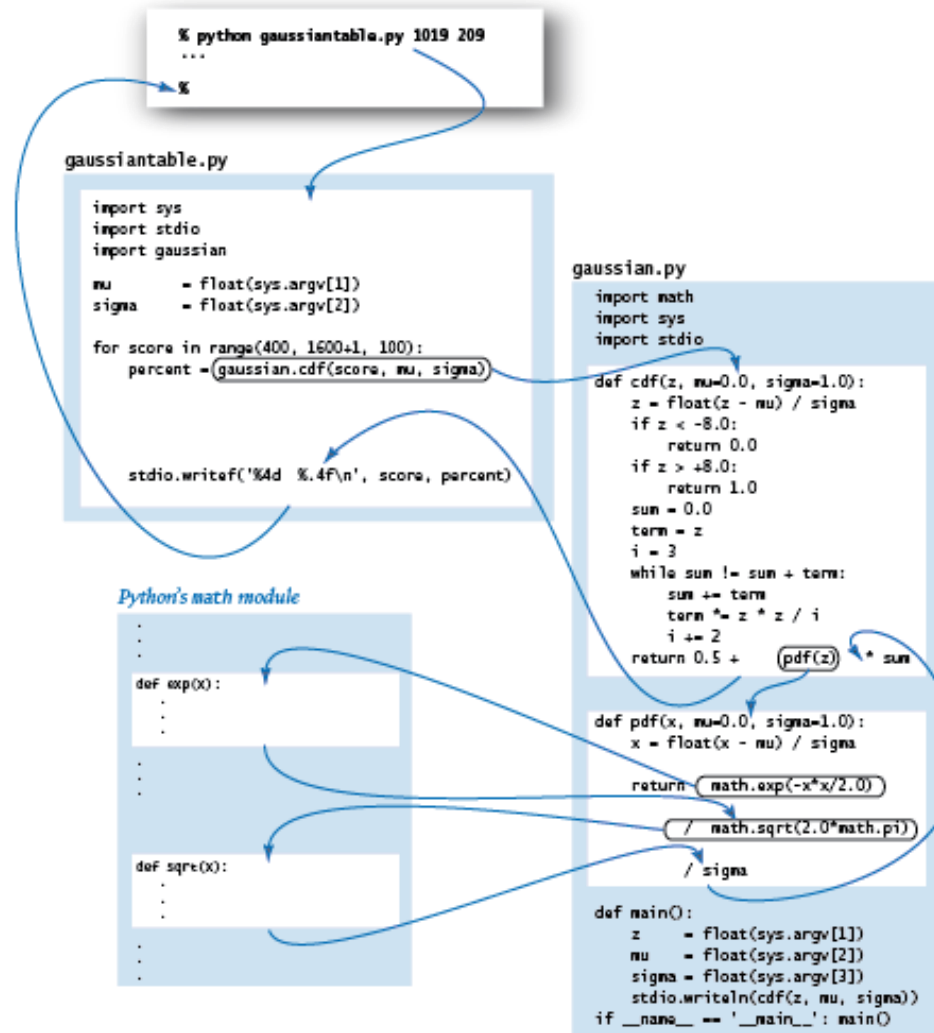 % python gaussiantable.py 1019 209
...
%
gaussiantable.py
import sys
import stdio
import gaussian
mu = float(sys.argv[1])
sigma = float(sys.argv[2])
for score in range(400, 1600+1, 100):
percent = gaussian.cdf(score, mu, sigma)
stdio.writef('%4d %.4f\n', score, percent)
gaussian.py
import math
import sys
import stdio
def cdf(z, mu=0.0, sigma=1.0):
z = float(z - mu) / sigma
if z < -8.0:
return 0.0
if z > +8.0:
return 1.0
sum = 0.0
term = z
i = 3
while sum != sum + term:
sum += term
term *= z * z / i
i += 2
return 0.5 + pdf(z) * sum
def pdf(x, mu=0.0, sigma=1.0):
x = float(x - mu) / sigma
return math.exp(-x*x/2.0)
/ math.sqrt(2.0*math.pi)
/ sigma
def main():
z = float(sys.argv[1])
mu = float(sys.argv[2])
sigma = float(sys.argv[3])
stdio.writeln(cdf(z, mu, sigma))
if __name__ == '__main__': main()
Python's math module
.
.
.
def exp(x):
.
.
.
.
.
.
def sqrt(x):
.
.
.
.
.
.